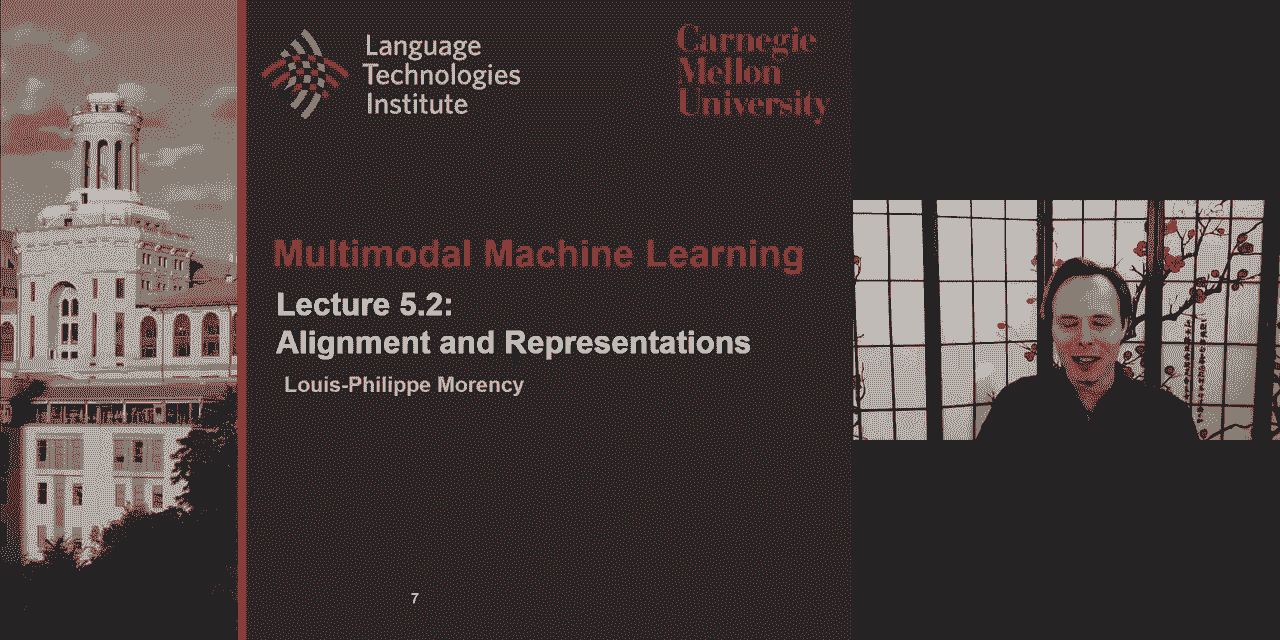 Language
Technologies
Institute
Carnegie
Mellon
University
Multimodal Machine Learning
Lecture 5.2:
Alignment and Representations
Louis-Philippe Morency
7